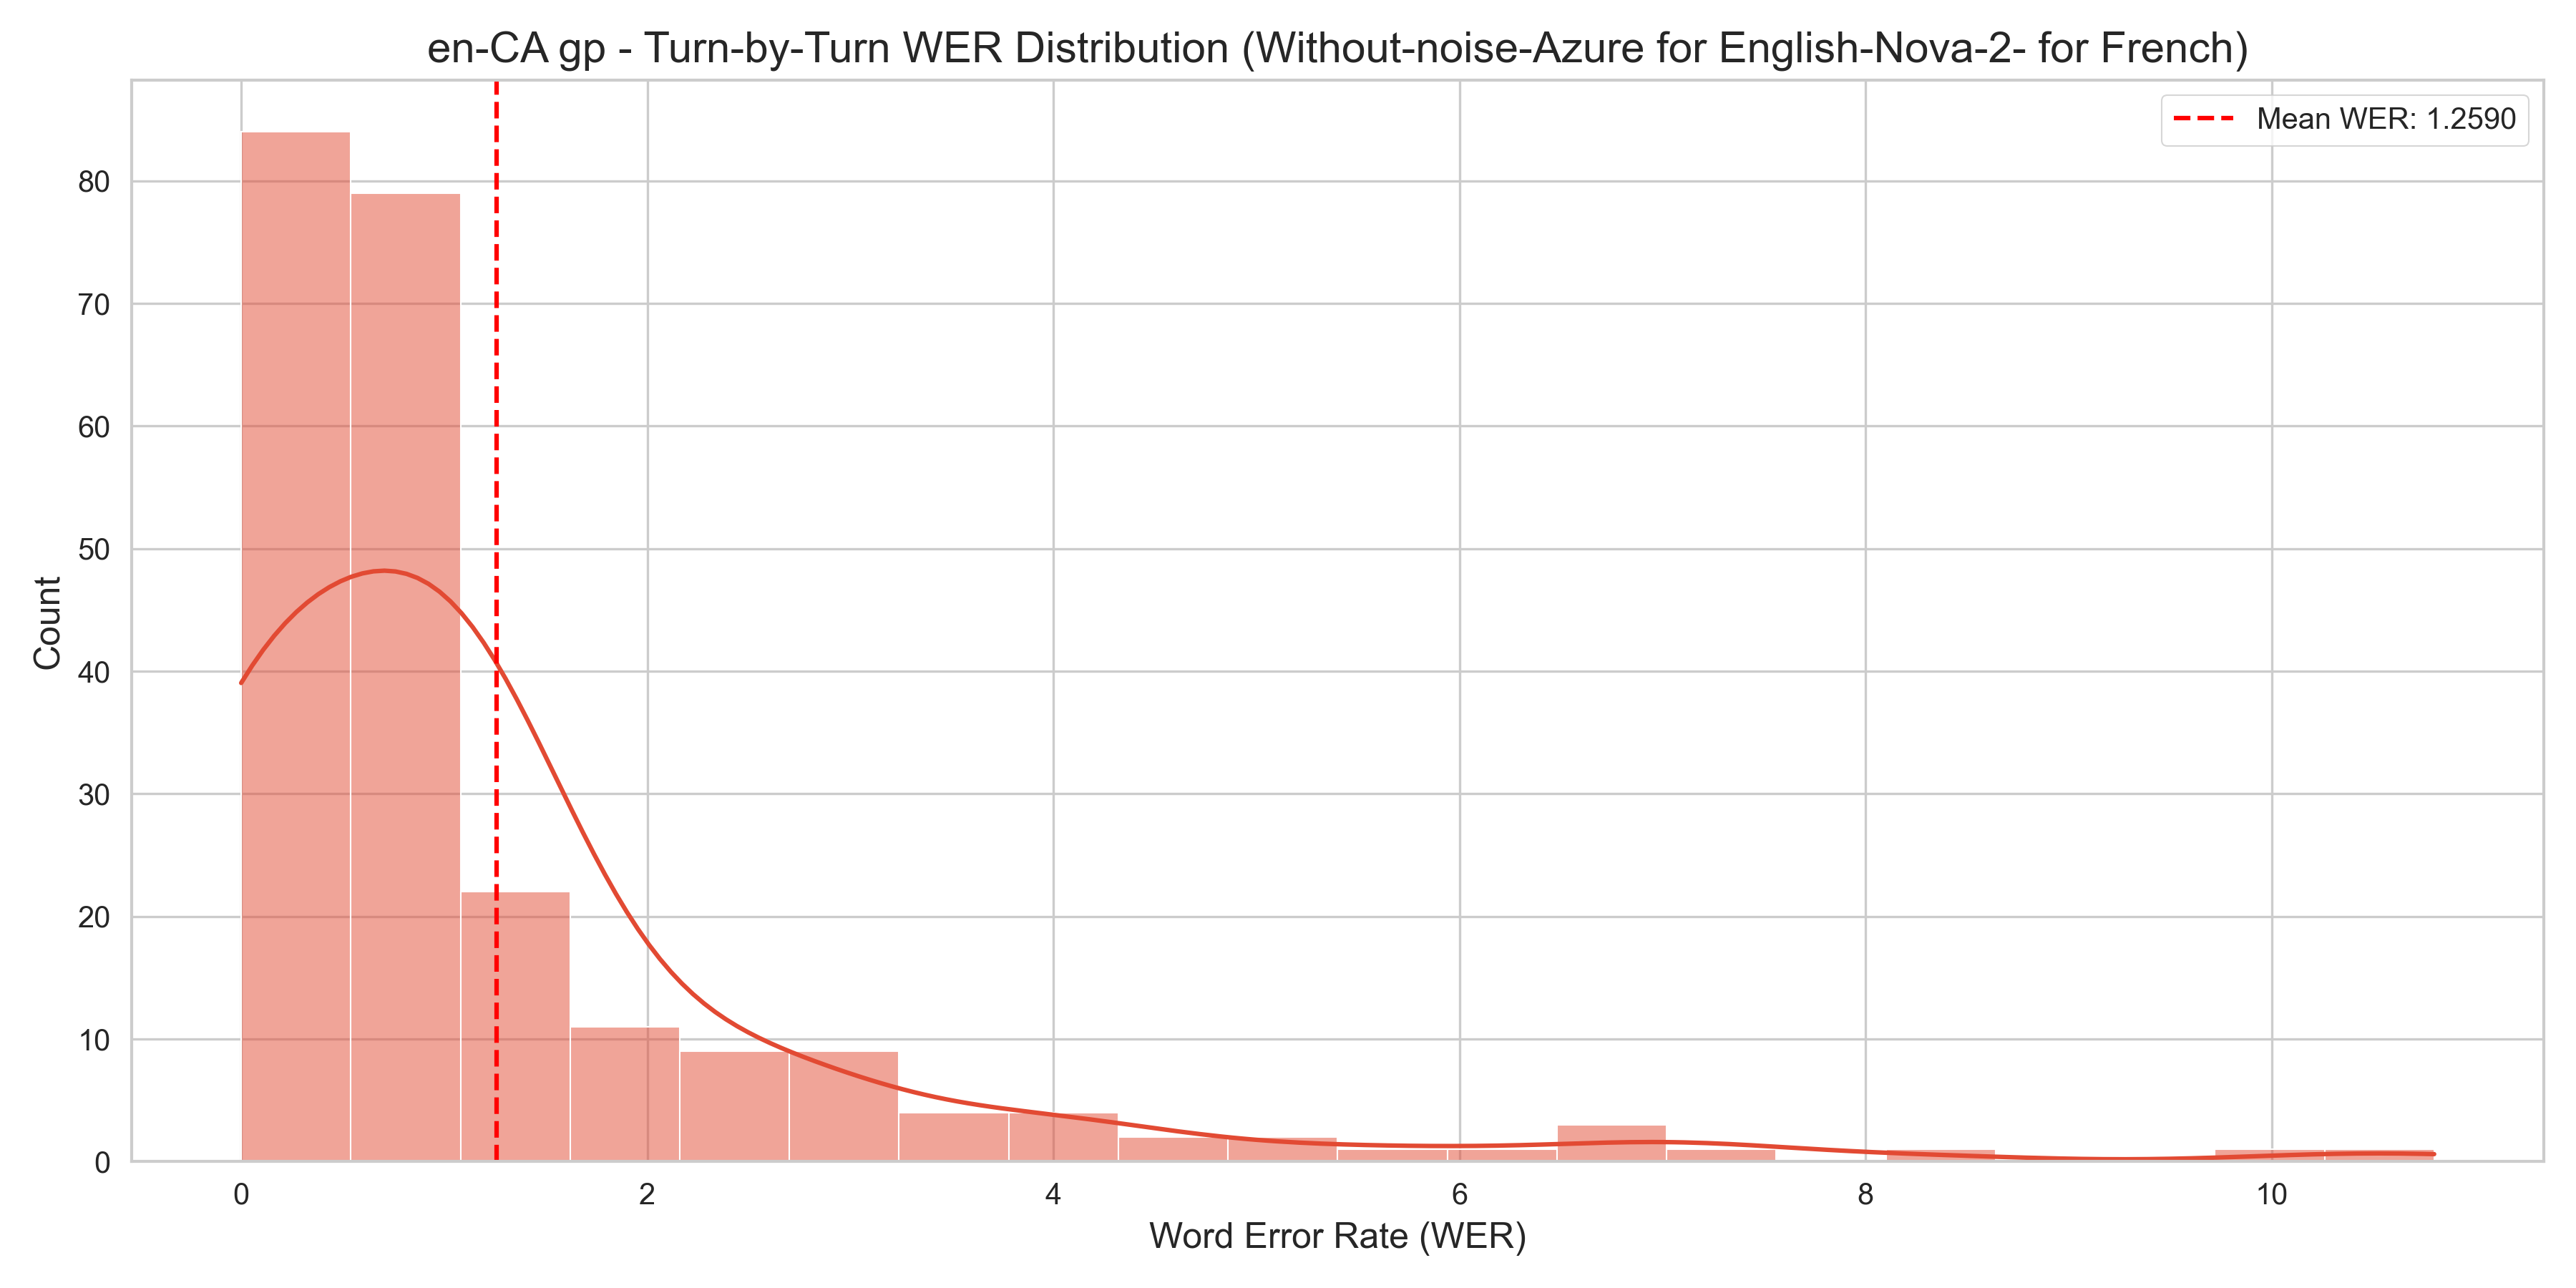 en-CA gp - Turn-by-Turn WER Distribution (Without-noise-Azure for English-Nova-2- for French)
Mean WER: 1.2590
80
70
60
50
40
30
20
10
0
Count
0 2 4 6 8 10
Word Error Rate (WER)